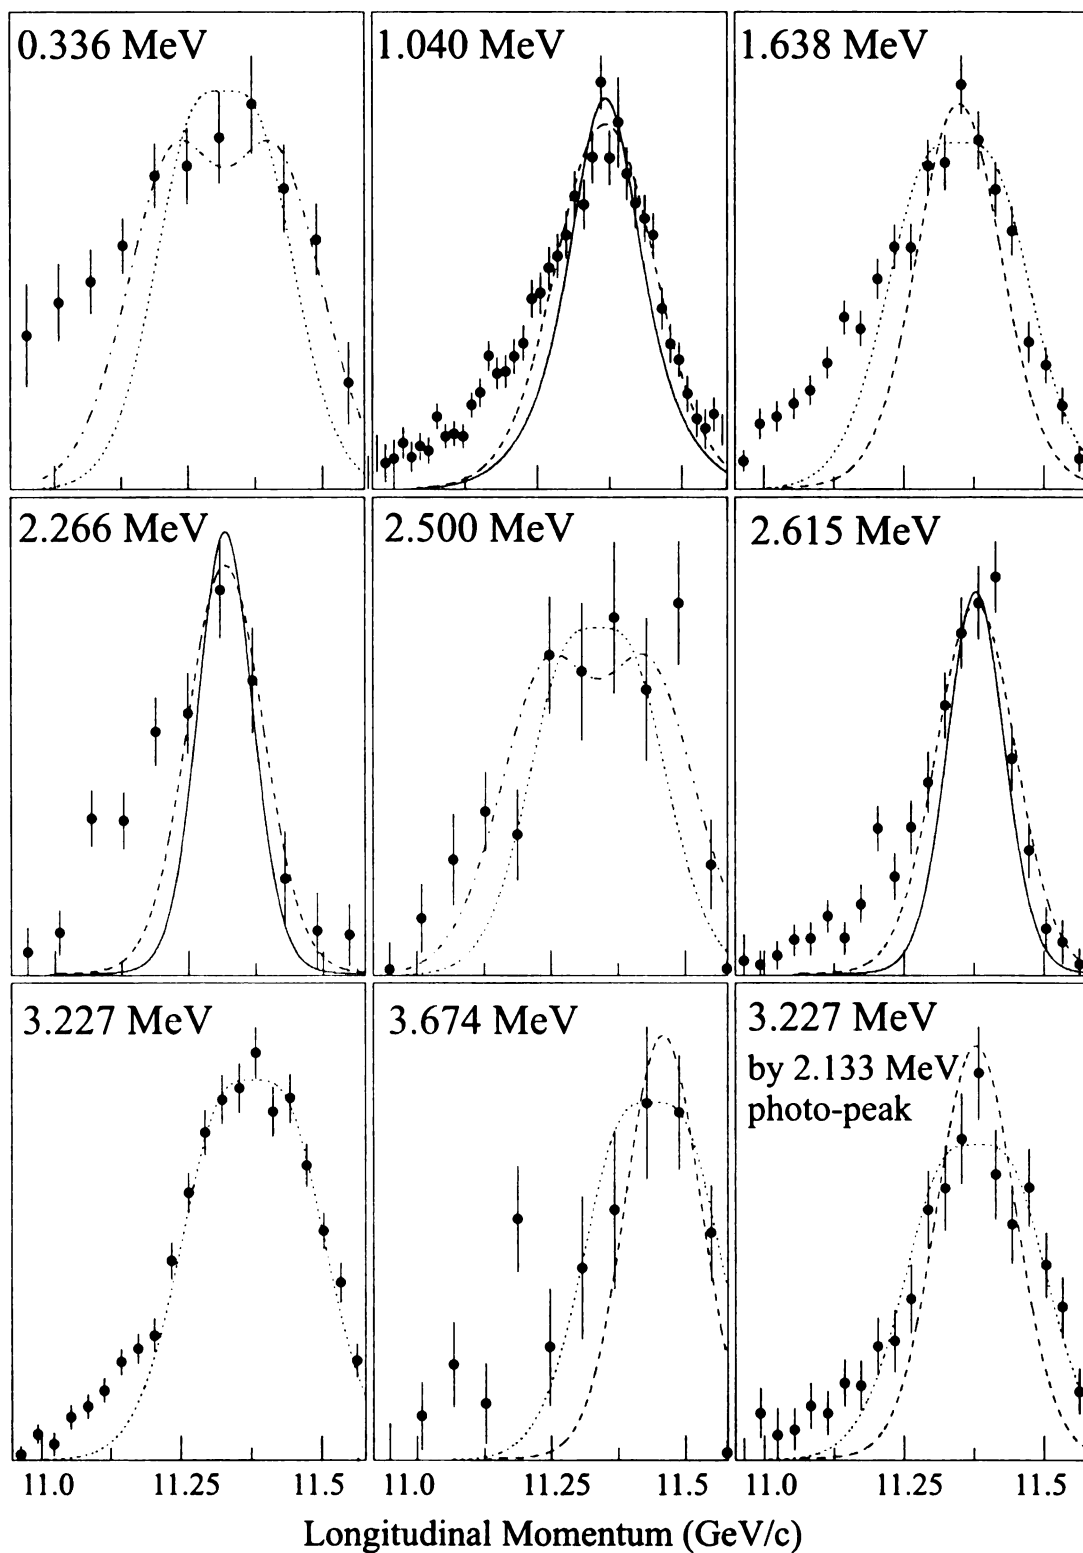 0.336 MeV
1.040 MeV
1.638 MeV
2.266 MeV
2.500 MeV
2.615 MeV
3.227 MeV
3.674 MeV
3.227 MeV
by 2.133 MeV
photo-peak
11.0 11.25 11.5
11.0 11.25 11.5
11.0 11.25 11.5
Longitudinal Momentum (GeV/c)